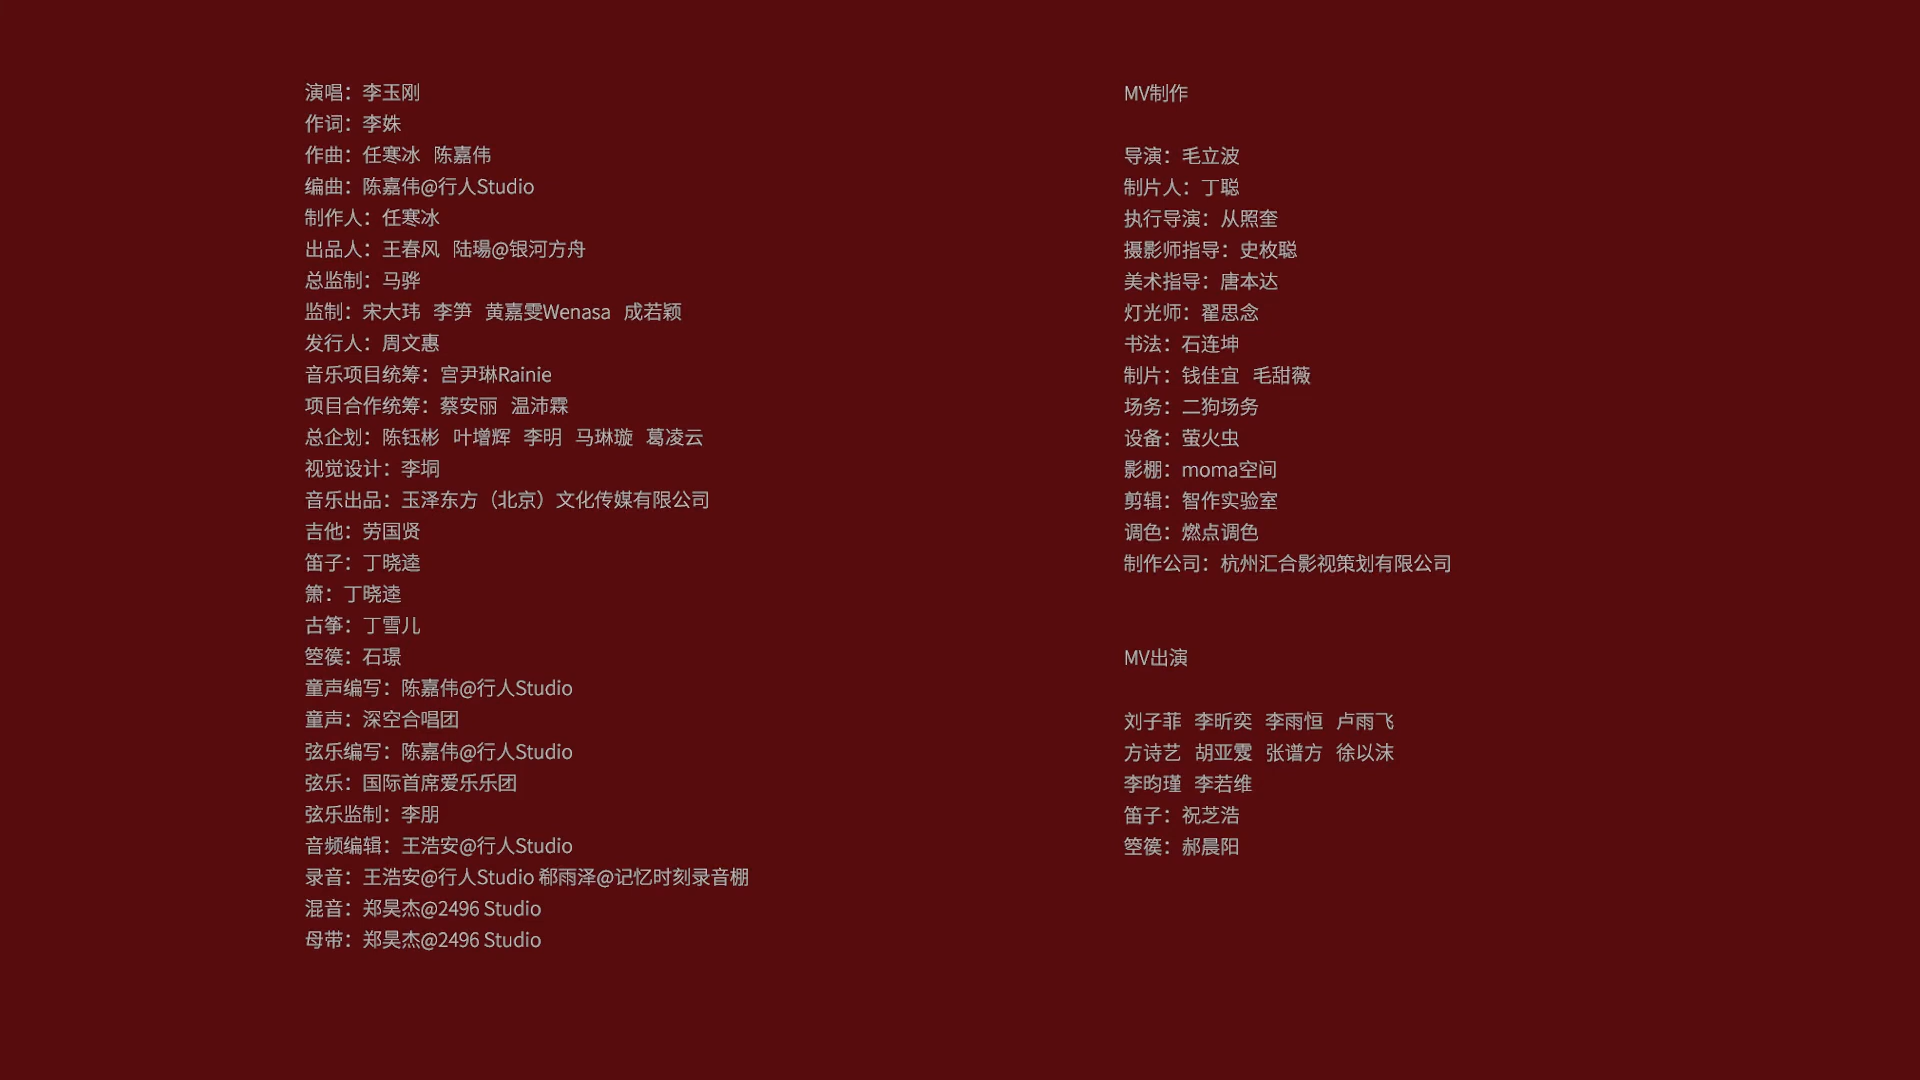 演唱：李玉刚
作词：李姝
作曲：任寒冰 陈嘉伟
编曲：陈嘉伟@行人Studio
制作人：任寒冰
出品人：王春风 陆瑒@银河方舟
总监制：马骅
监制：宋大玮 李笋 黄嘉雯Wenasa 成若颖
发行人：周文惠
音乐项目统筹：宫尹琳Rainie
项目合作统筹：蔡安丽 温沛霖
总企划：陈钰彬 叶增辉 李明 马琳璇 葛凌云
视觉设计：李垌
音乐出品：玉泽东方（北京）文化传媒有限公司
吉他：劳国贤
笛子：丁晓逵
箫：丁晓逵
古筝：丁雪儿
箜篌：石璟
童声编写：陈嘉伟@行人Studio
童声：深空合唱团
弦乐编写：陈嘉伟@行人Studio
弦乐：国际首席爱乐乐团
弦乐监制：李朋
音频编辑：王浩安@行人Studio
录音：王浩安@行人Studio 郗雨泽@记忆时刻录音棚
混音：郑昊杰@2496 Studio
母带：郑昊杰@2496 Studio
MV制作
导演：毛立波
制片人：丁聪
执行导演：从照奎
摄影师指导：史枚聪
美术指导：唐本达
灯光师：翟思念
书法：石连坤
制片：钱佳宜 毛甜薇
场务：二狗场务
设备：萤火虫
影棚：moma空间
剪辑：智作实验室
调色：燃点调色
制作公司：杭州汇合影视策划有限公司
MV出演
刘子菲 李昕奕 李雨恒 卢雨飞
方诗艺 胡亚霆 张谱方 徐以沫
李昀瑾 李若维
笛子：祝芝浩
箜篌：郝晨阳